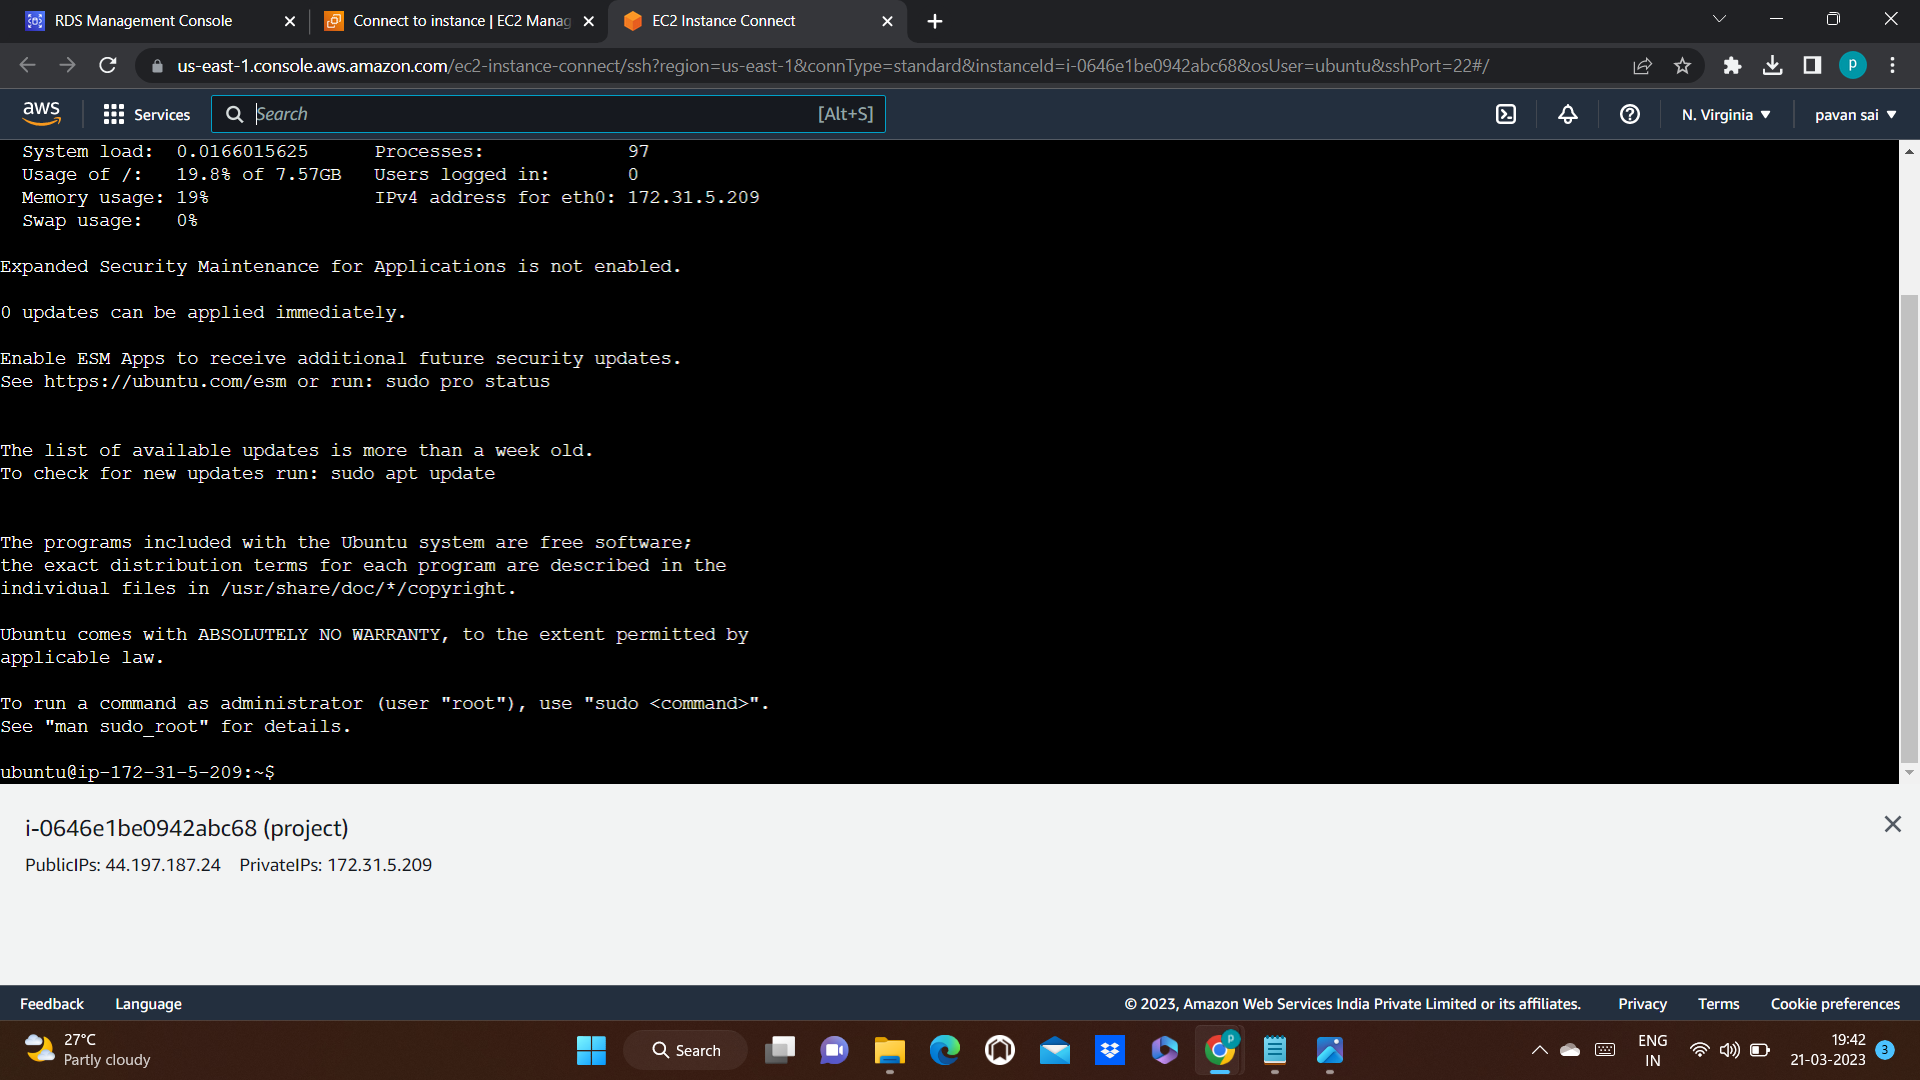 RDS Management Console
Connect to instance | EC2 Manag
EC2 Instance Connect
us-east-1.console.aws.amazon.com/ec2-instance-connect/ssh?region=us-east-1&connType=standard&instanceId=i-0646e1be0942abc68&osUser=ubuntu&sshPort=22#/
P
aws
Services
Search
[Alt+S]
N. Virginia
pavan sai
System load: 0.0166015625 Processes: 97
Usage of /: 19.8% of 7.57GB Users logged in: 0
Memory usage: 19% IPv4 address for eth0: 172.31.5.209
Swap usage: 0%
Expanded Security Maintenance for Applications is not enabled.
0 updates can be applied immediately.
Enable ESM Apps to receive additional future security updates.
See https://ubuntu.com/esm or run: sudo pro status
The list of available updates is more than a week old.
To check for new updates run: sudo apt update
The programs included with the Ubuntu system are free software;
the exact distribution terms for each program are described in the
individual files in /usr/share/doc/*/copyright.
Ubuntu comes with ABSOLUTELY NO WARRANTY, to the extent permitted by
applicable law.
To run a command as administrator (user "root"), use "sudo <command>".
See "man sudo_root" for details.
ubuntu@ip-172-31-5-209:~$
i-0646e1be0942abc68 (project)
PublicIPs: 44.197.187.24 PrivateIPs: 172.31.5.209
Feedback
Language
© 2023, Amazon Web Services India Private Limited or its affiliates.
Privacy
Terms
Cookie preferences
27°C
Partly cloudy
Search
P
ENG
IN
19:42
21-03-2023
3